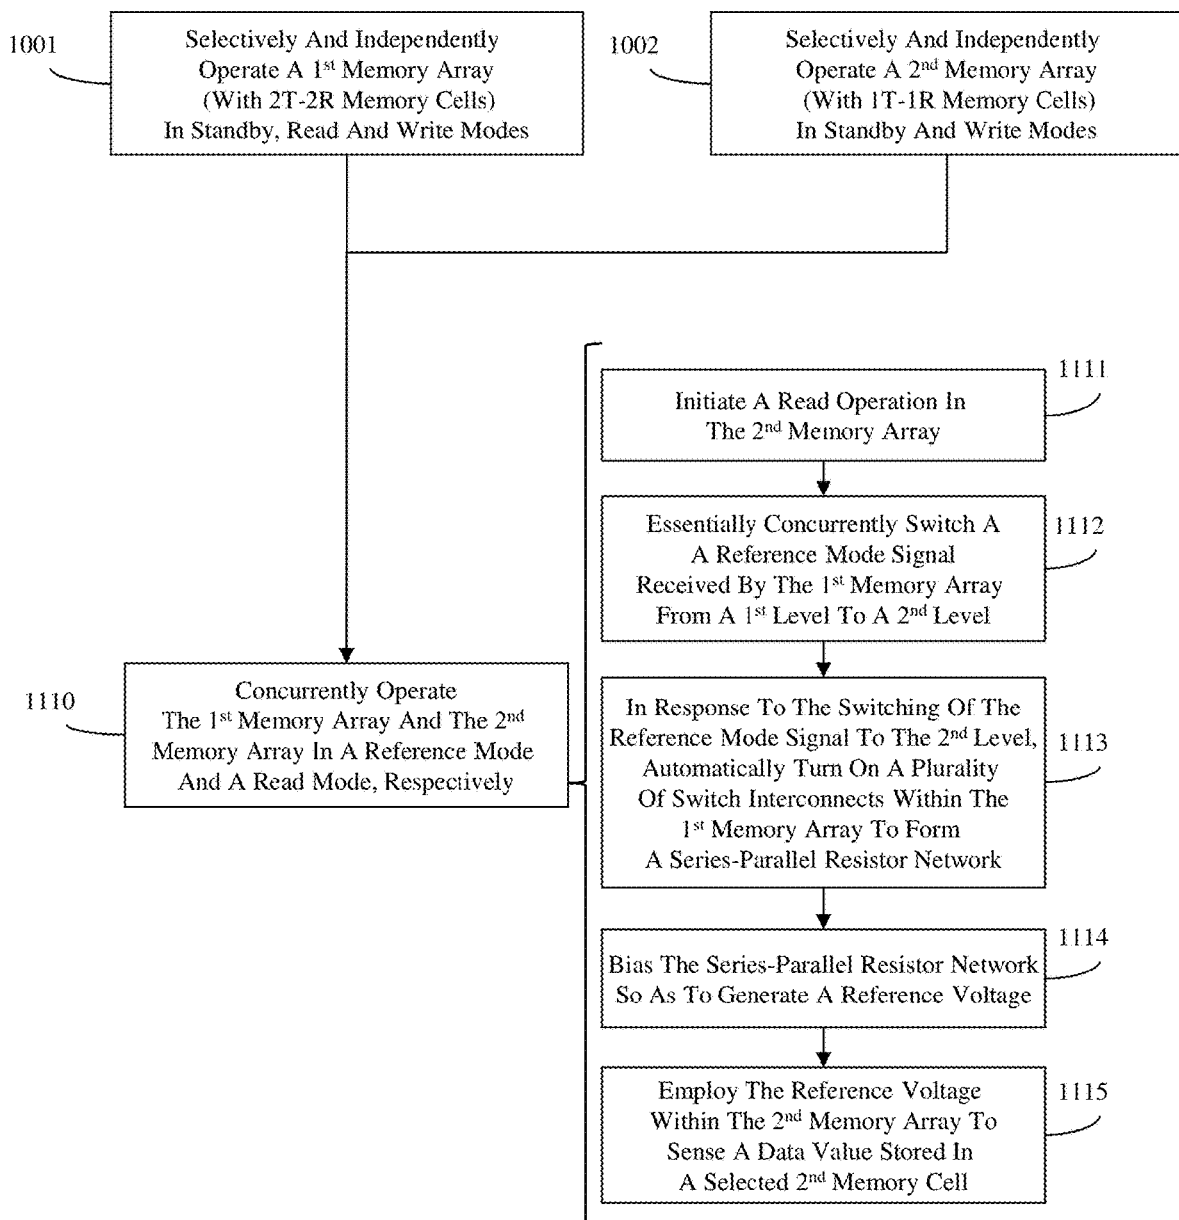 1001
Selectively And Independently
Operate A 1st Memory Array
(With 2T-2R Memory Cells)
In Standby, Read And Write Modes
1002
Selectively And Independently
Operate A 2nd Memory Array
(With 1T-1R Memory Cells)
In Standby And Write Modes
1110
Concurrently Operate
The 1st Memory Array And The 2nd
Memory Array In A Reference Mode
And A Read Mode, Respectively
1111
Initiate A Read Operation In
The 2nd Memory Array
1112
Essentially Concurrently Switch A
A Reference Mode Signal
Received By The 1st Memory Array
From A 1st Level To A 2nd Level
1113
In Response To The Switching Of The
Reference Mode Signal To The 2nd Level,
Automatically Turn On A Plurality
Of Switch Interconnects Within The
1st Memory Array To Form
A Series-Parallel Resistor Network
1114
Bias The Series-Parallel Resistor Network
So As To Generate A Reference Voltage
1115
Employ The Reference Voltage
Within The 2nd Memory Array To
Sense A Data Value Stored In
A Selected 2nd Memory Cell